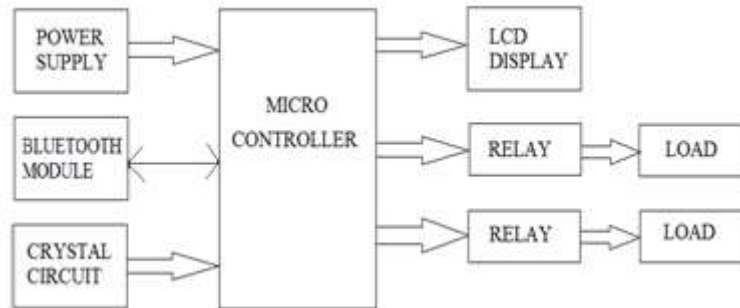 POWER
SUPPLY
BLUETOOTH
MODULE
CRYSTAL
CIRCUIT
MICRO
CONTROLLER
LCD
DISPLAY
RELAY
LOAD
RELAY
LOAD